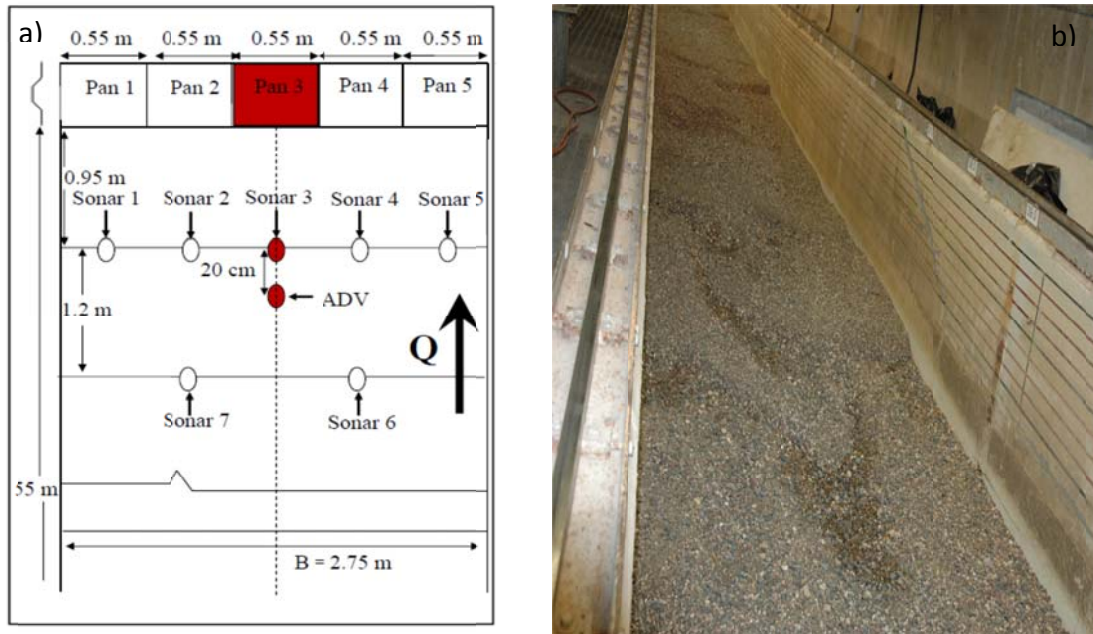 a)
0.55 m 0.55 m 0.55 m 0.55 m 0.55 m
Pan 1 Pan 2 Pan 3 Pan 4 Pan 5
0.95 m
Sonar 1 Sonar 2 Sonar 3 Sonar 4 Sonar 5
20 cm
ADV
1.2 m
Q
Sonar 7 Sonar 6
55 m
B = 2.75 m
b)